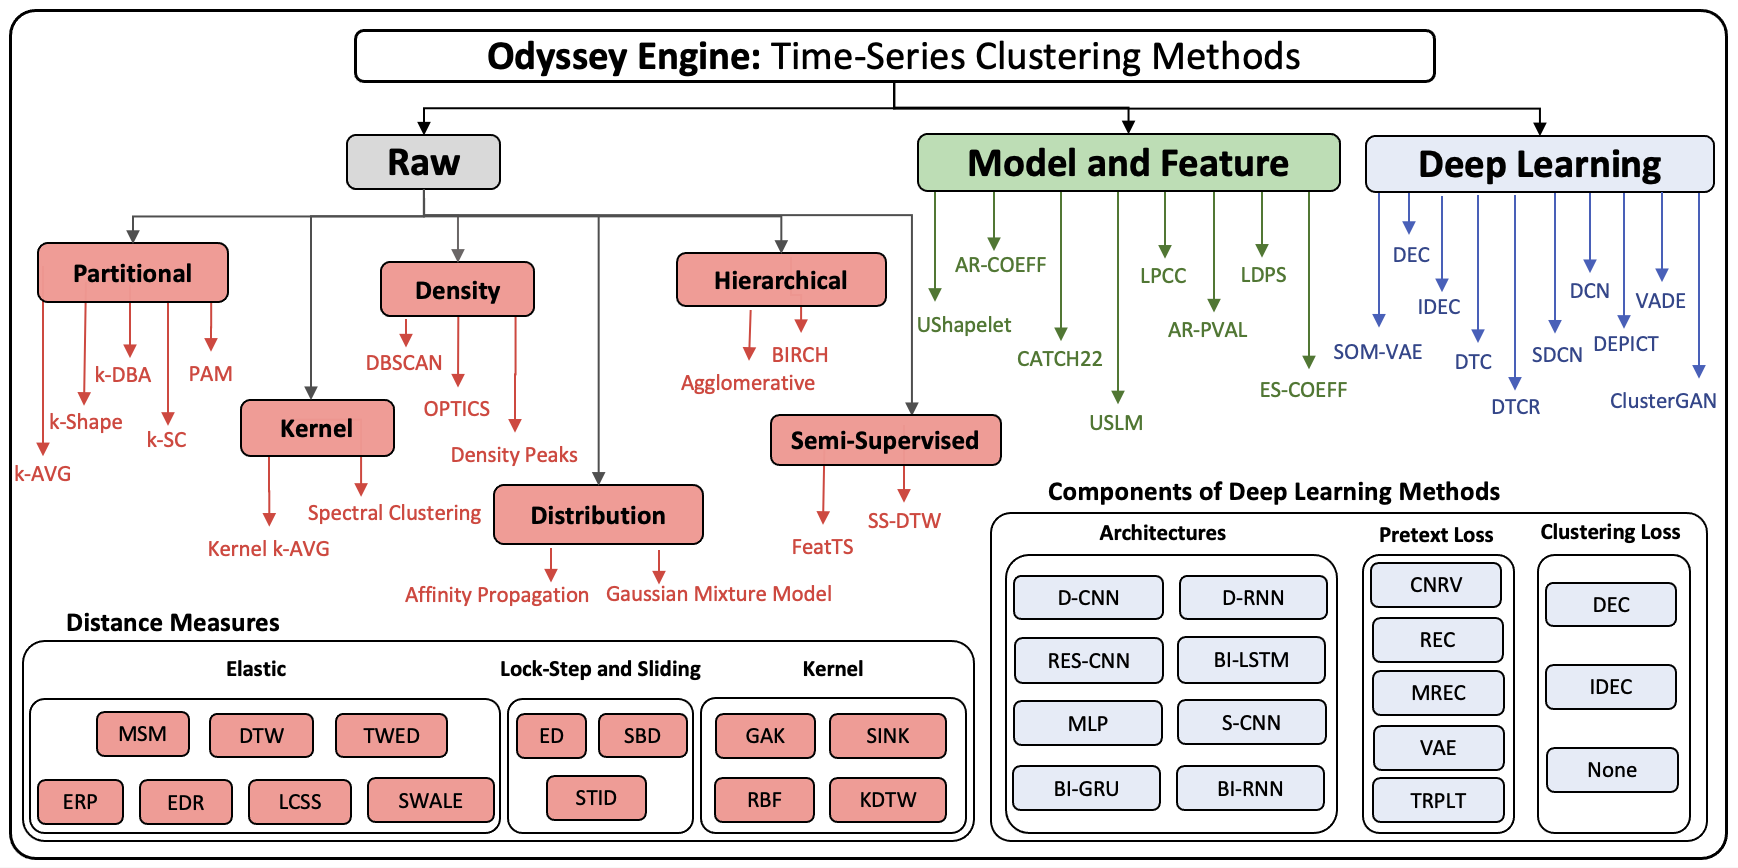 Odyssey Engine: Time-Series Clustering Methods
Raw
Model and Feature
Deep Learning
Partitional
k-AVG
k-Shape
k-DBA
k-SC
PAM
Kernel
Kernel k-AVG
Spectral Clustering
Density
DBSCAN
OPTICS
Density Peaks
Distribution
Affinity Propagation
Gaussian Mixture Model
Hierarchical
Agglomerative
BIRCH
Semi-Supervised
FeatTS
SS-DTW
UShapelet
AR-COEFF
CATCH22
USLM
LPCC
AR-PVAL
LDPS
ES-COEFF
SOM-VAE
DEC
IDEC
DTC
DTCR
SDCN
DCN
DEPICT
VADE
ClusterGAN
Distance Measures
Elastic
MSM
DTW
TWED
ERP
EDR
LCSS
SWALE
Lock-Step and Sliding
ED
SBD
STID
Kernel
GAK
SINK
RBF
KDTW
Components of Deep Learning Methods
Architectures
D-CNN
D-RNN
RES-CNN
BI-LSTM
MLP
S-CNN
BI-GRU
BI-RNN
Pretext Loss
CNRV
REC
MREC
VAE
TRPLT
Clustering Loss
DEC
IDEC
None